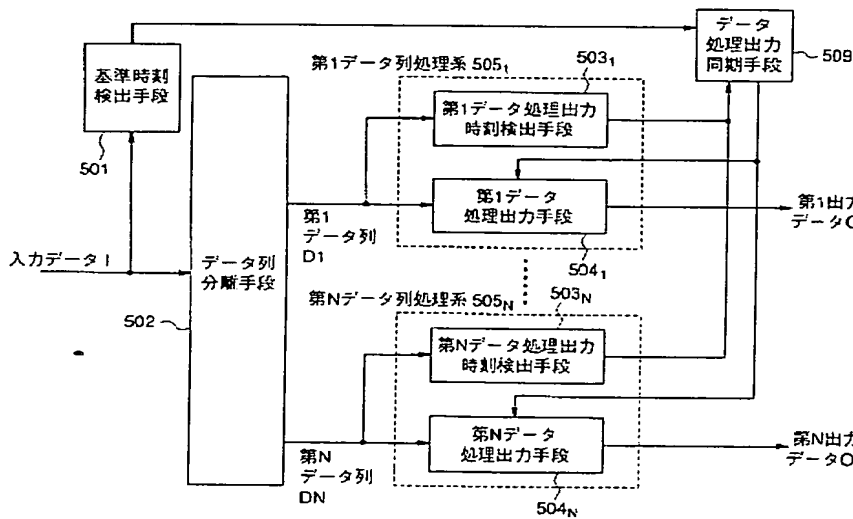 基準時刻
検出手段
501
入力データ I
データ列
分離手段
502
第1データ列処理系 505₁
503₁
第1データ処理出力
時刻検出手段
第1データ
処理出力手段
504₁
第1
データ列
D1
データ
処理出力
同期手段
509
第1出力
データO
第Nデータ列処理系 505N
503N
第Nデータ処理出力
時刻検出手段
第Nデータ
処理出力手段
504N
第N
データ列
DN
第N出力
データO